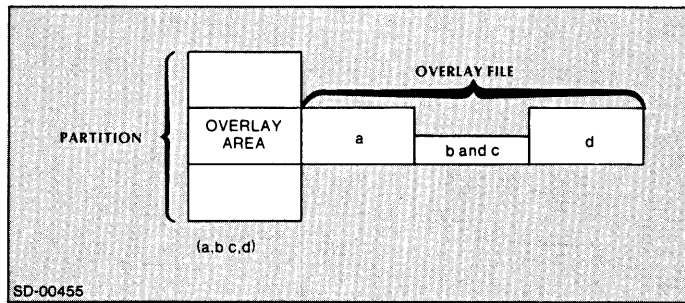 OVERLAY FILE
PARTITION
OVERLAY
AREA
a
b and c
d
(a,b c,d)
SD-00455